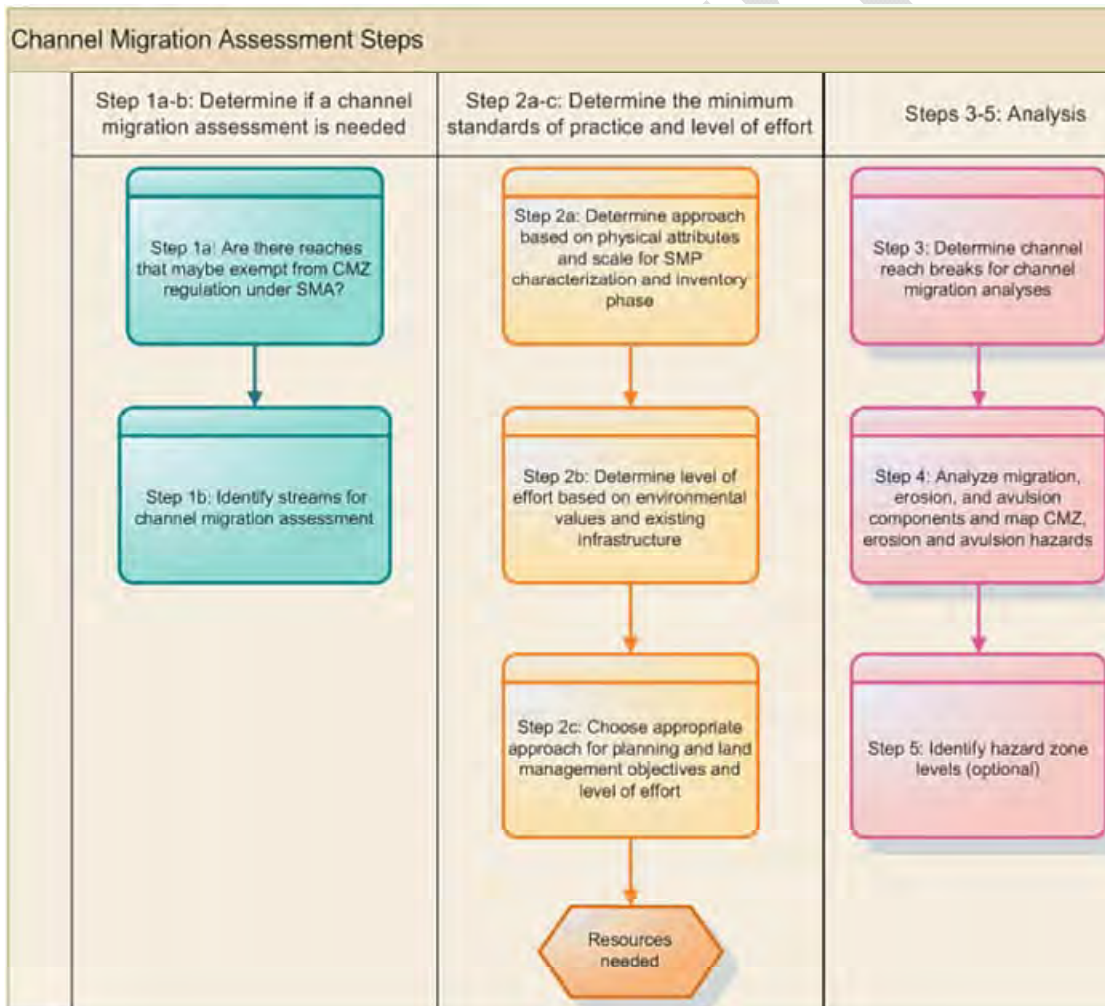 Channel Migration Assessment Steps
Step 1a-b: Determine if a channel
migration assessment is needed
Step 2a-c: Determine the minimum
standards of practice and level of effort
Steps 3-5: Analysis
Step 1a: Are there reaches
that maybe exempt from CMZ
regulation under SMA?
Step 1b: Identify streams for
channel migration assessment
Step 2a: Determine approach
based on physical attributes
and scale for SMP
characterization and inventory
phase
Step 2b: Determine level of
effort based on environmental
values and existing
infrastructure
Step 2c: Choose appropriate
approach for planning and land
management objectives and
level of effort
Resources
needed
Step 3: Determine channel
reach breaks for channel
migration analyses
Step 4: Analyze migration,
erosion, and avulsion
components and map CMZ,
erosion and avulsion hazards
Step 5: Identify hazard zone
levels (optional)